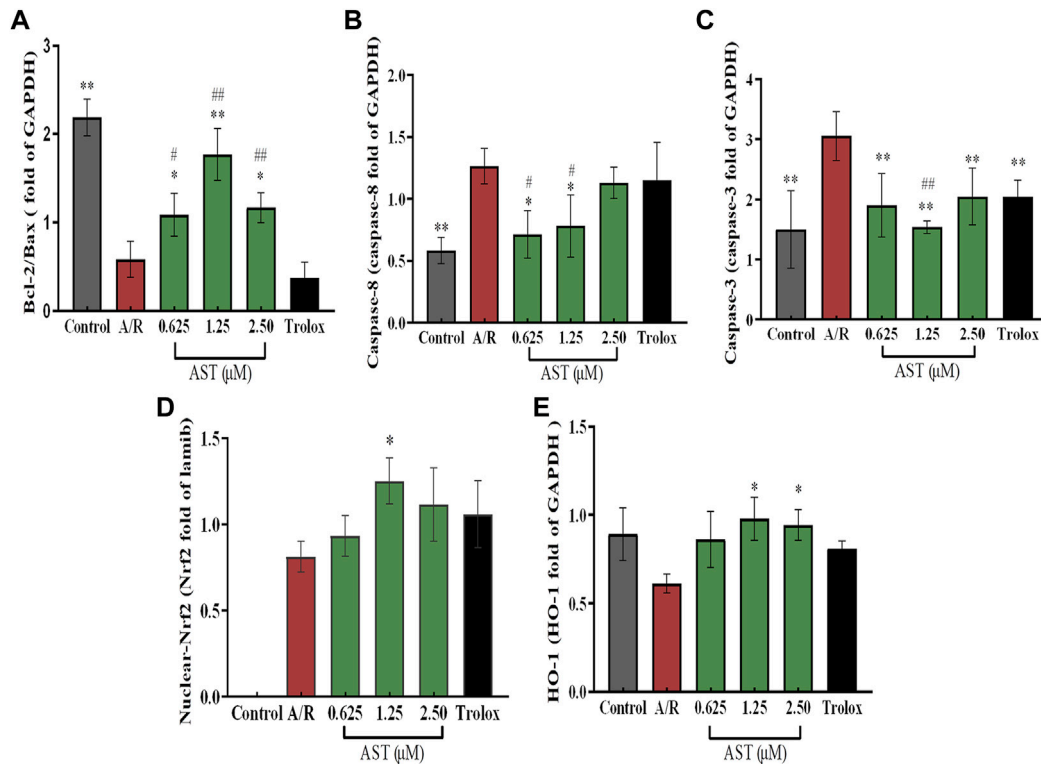 A
Bcl-2/Bax ( fold of GAPDH)
3
2
1
0
**
#
*
##
**
##
*
Control A/R 0.625 1.25 2.50 Trolox
AST (μM)
B
Caspase-8 (caspase-8 fold of GAPDH)
2.0
1.5
1.0
0.5
0.0
**
#
*
#
*
Control A/R 0.625 1.25 2.50 Trolox
AST (μM)
C
Caspase-3 (caspase-3 fold of GAPDH)
4
3
2
1
0
**
**
##
**
**
**
Control A/R 0.625 1.25 2.50 Trolox
AST (μM)
D
Nuclear-Nrf2 (Nrf2 fold of lamib)
1.5
1.0
0.5
0.0
*
Control A/R 0.625 1.25 2.50 Trolox
AST (μM)
E
HO-1 (HO-1 fold of GAPDH )
1.5
1.0
0.5
0.0
*
*
Control A/R 0.625 1.25 2.50 Trolox
AST (μM)